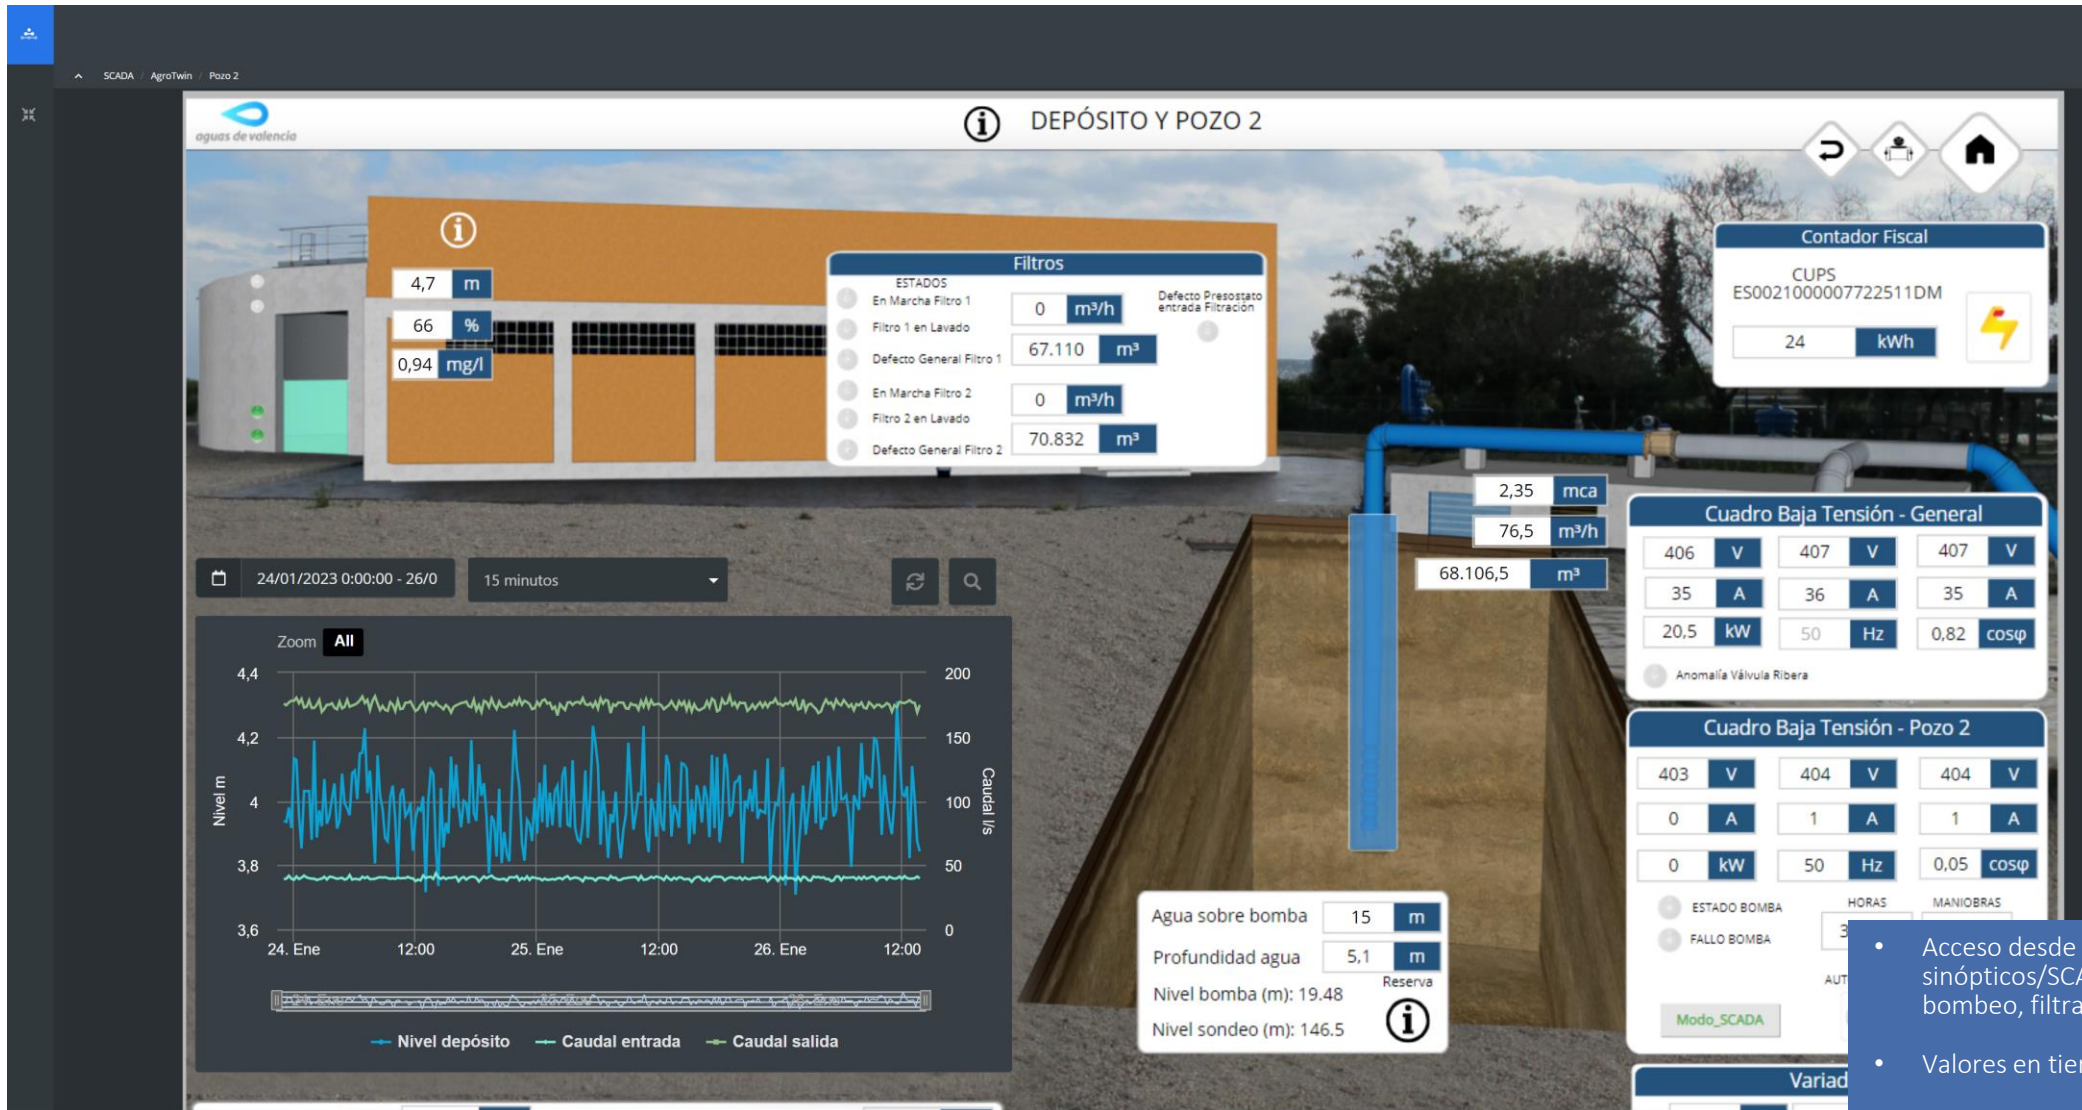 SCADA / AgroTwin / Pozo 2
aguas de valencia
DEPÓSITO Y POZO 2
4,7 m
66 %
0,94 mg/l
Filtros
ESTADOS
En Marcha Filtro 1
Filtro 1 en Lavado
Defecto General Filtro 1
En Marcha Filtro 2
Filtro 2 en Lavado
Defecto General Filtro 2
0 m³/h
67.110 m³
0 m³/h
70.832 m³
Defecto Presostato
entrada Filtración
Contador Fiscal
CUPS
ES0021000007722511DM
24 kWh
2,35 mca
76,5 m³/h
68.106,5 m³
Cuadro Baja Tensión - General
406 V 407 V 407 V
35 A 36 A 35 A
20,5 kW 50 Hz 0,82 cosφ
Anomalía Válvula Ribera
24/01/2023 0:00:00 - 26/0
15 minutos
Zoom All
4,4
4,2
4
3,8
3,6
Nivel m
200
150
100
50
0
Caudal l/s
24. Ene 12:00 25. Ene 12:00 26. Ene 12:00
24. Ene 25. Ene 26. Ene
Nivel depósito Caudal entrada Caudal salida
Cuadro Baja Tensión - Pozo 2
403 V 404 V 404 V
0 A 1 A 1 A
0 kW 50 Hz 0,05 cosφ
ESTADO BOMBA
FALLO BOMBA
HORAS
3
MANIOBRAS
AUT
Modo_SCADA
Agua sobre bomba 15 m
Profundidad agua 5,1 m
Nivel bomba (m): 19.48
Nivel sondeo (m): 146.5
Reserva
Variad
• Acceso desde
sinópticos/SCA
bombeo, filtra
• Valores en tie